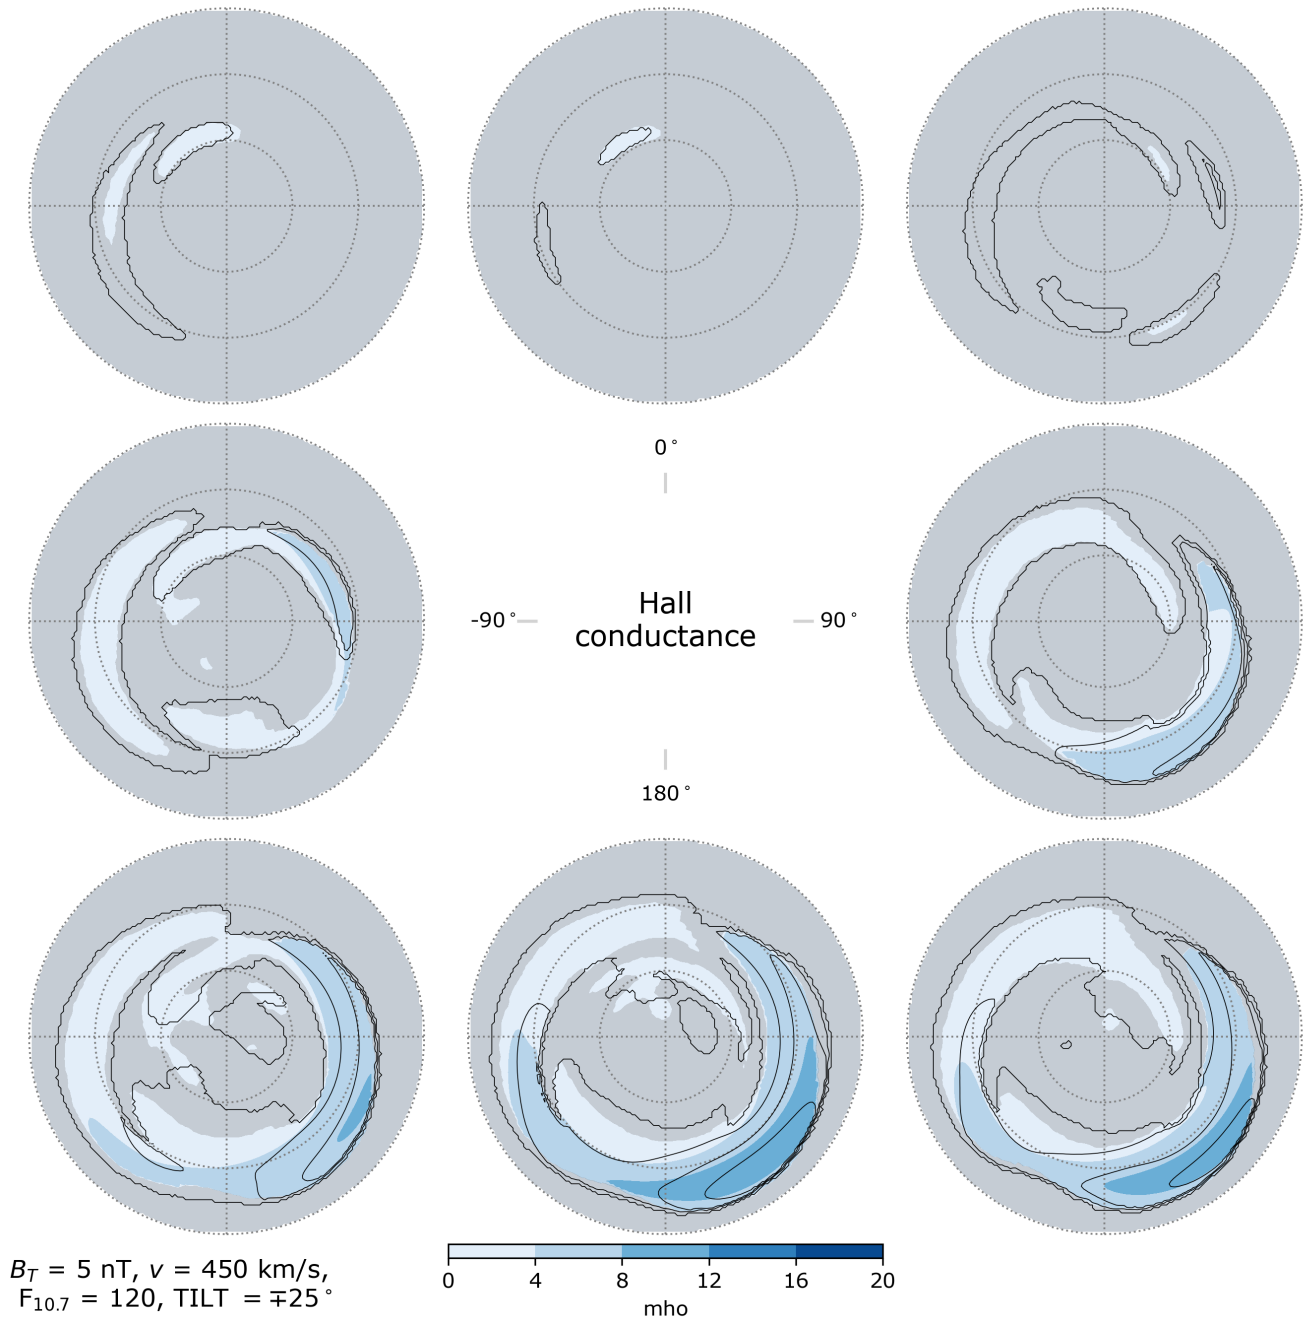 0°
-90°
Hall
conductance
90°
180°
B_T = 5 nT, v = 450 km/s,
F_10.7 = 120, TILT = ∓25°
0 4 8 12 16 20
mho